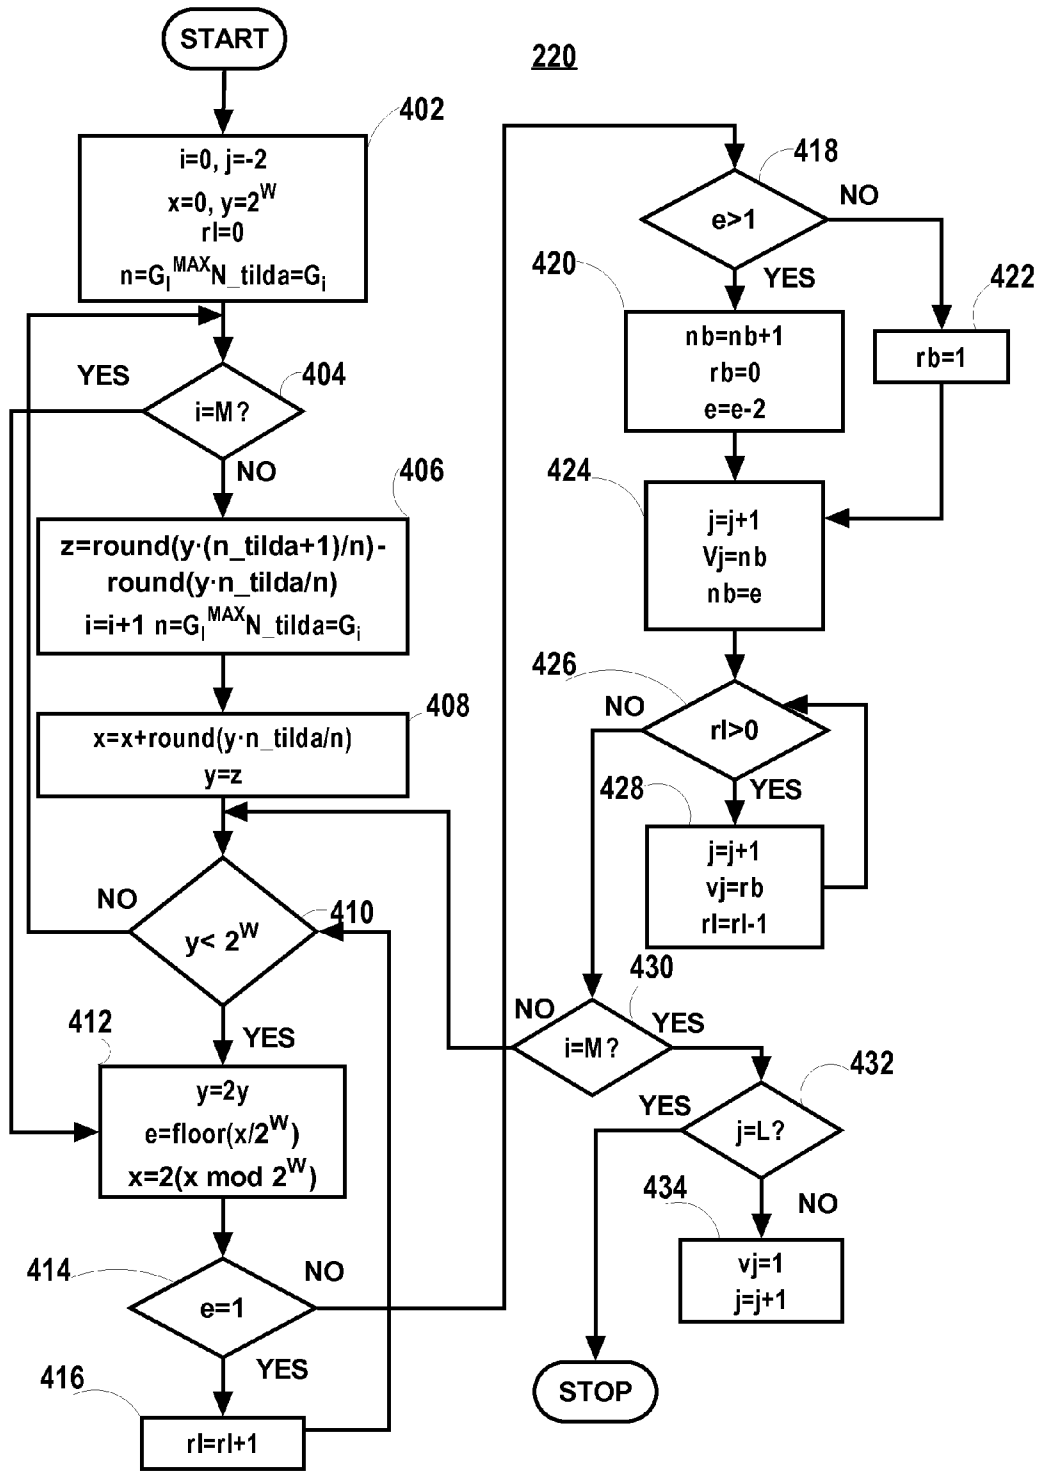 START
220
402
i=0, j=-2
x=0, y=2^W
rl=0
n=G_l^MAX N_tilda=G_i
YES
404
i=M?
NO
406
z=round(y·(n_tilda+1)/n)-
round(y·n_tilda/n)
i=i+1 n=G_l^MAX N_tilda=G_i
408
x=x+round(y·n_tilda/n)
y=z
NO
410
y< 2^W
YES
412
y=2y
e=floor(x/2^W)
x=2(x mod 2^W)
414
NO
e=1
YES
416
rl=rl+1
418
NO
e>1
YES
420
nb=nb+1
rb=0
e=e-2
422
rb=1
424
j=j+1
Vj=nb
nb=e
426
NO
rl>0
YES
428
j=j+1
vj=rb
rl=rl-1
430
NO
YES
i=M?
432
YES
j=L?
NO
434
vj=1
j=j+1
STOP